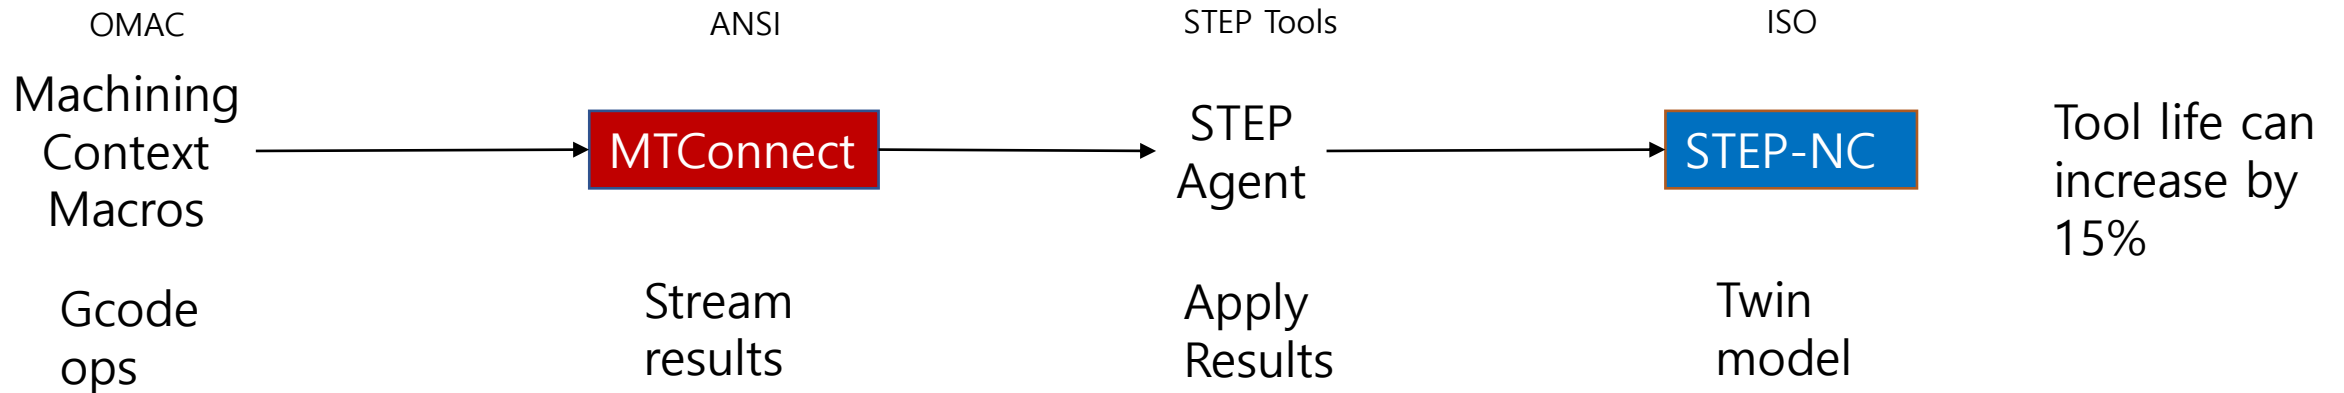 OMAC
ANSI
STEP Tools
ISO
Machining
Context
Macros
MTConnect
STEP
Agent
STEP-NC
Tool life can
increase by
15%
Gcode
ops
Stream
results
Apply
Results
Twin
model